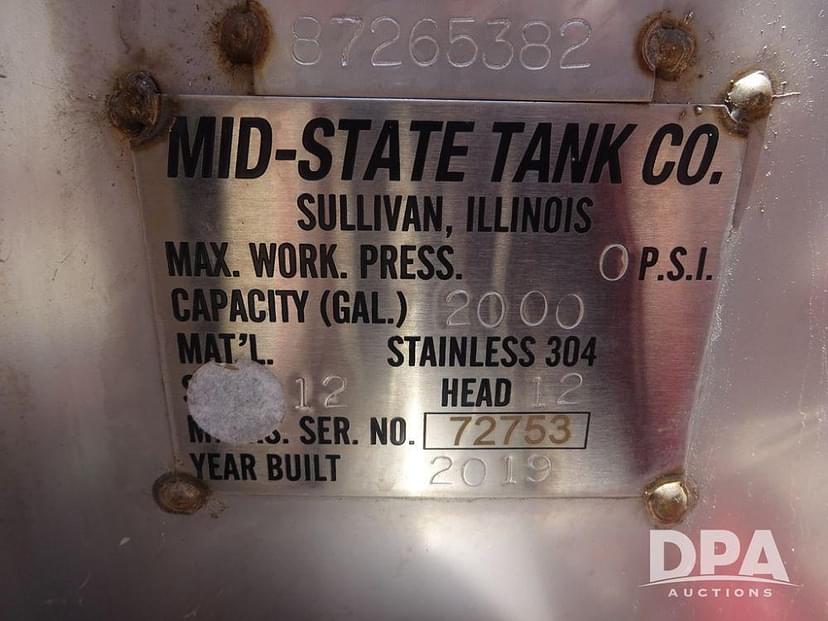 87265382
MID-STATE TANK CO.
SULLIVAN, ILLINOIS
MAX. WORK. PRESS. 0 P.S.I.
CAPACITY (GAL.) 2000
MAT'L. STAINLESS 304
12 HEAD 12
SER. NO. 72753
YEAR BUILT 2019
DPA
AUCTIONS